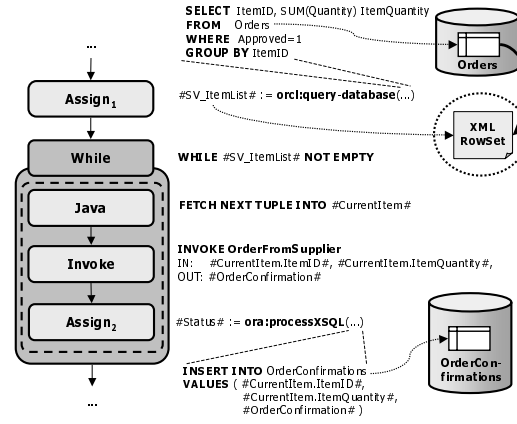 SELECT ItemID, SUM(Quantity) ItemQuantity
FROM Orders
WHERE Approved=1
GROUP BY ItemID
Orders
...
Assign1
#SV_ItemList# := orcl:query-database(...)
XML
RowSet
While
WHILE #SV_ItemList# NOT EMPTY
Java
FETCH NEXT TUPLE INTO #CurrentItem#
Invoke
INVOKE OrderFromSupplier
IN: #CurrentItem.ItemID#, #CurrentItem.ItemQuantity#,
OUT: #OrderConfirmation#
Assign2
#Status# := ora:processXSQL(...)
OrderCon-
firmations
INSERT INTO OrderConfirmations
VALUES ( #CurrentItem.ItemID#,
#CurrentItem.ItemQuantity#,
#OrderConfirmation# )
...